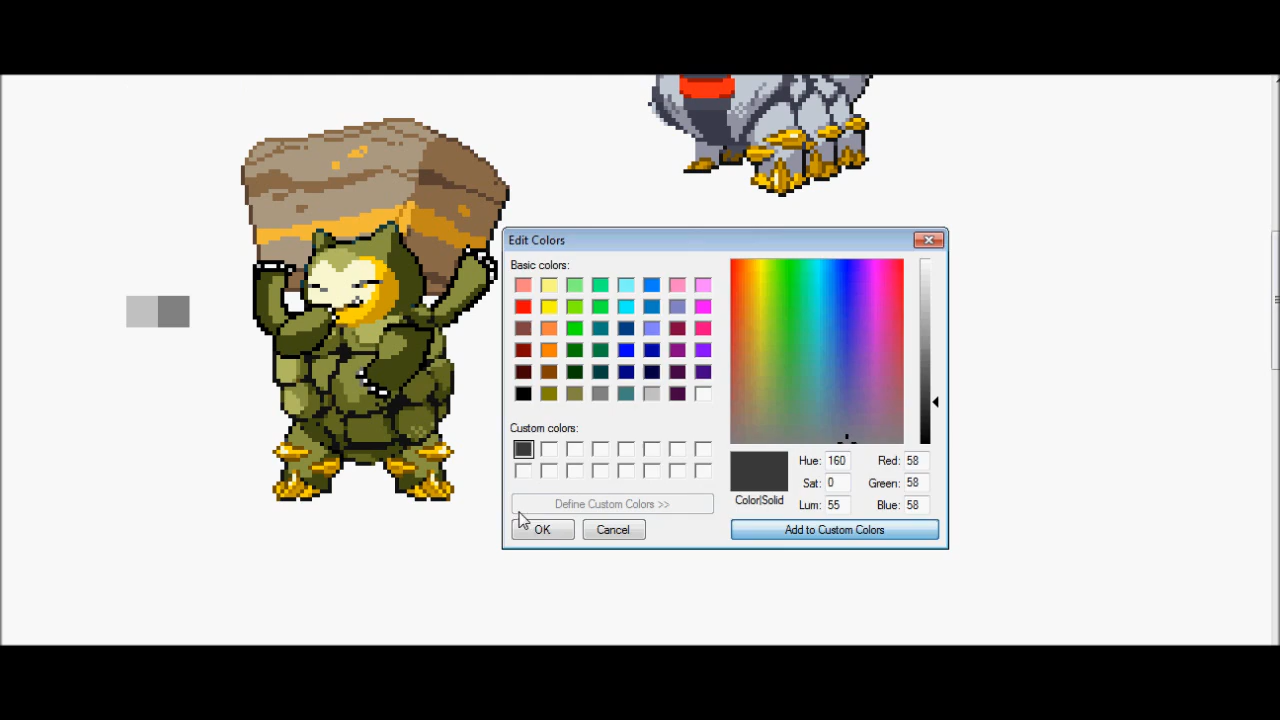 Edit Colors
Basic colors:
Custom colors:
Define Custom Colors >>
OK
Cancel
Color|Solid
Hue: 160
Sat: 0
Lum: 55
Red: 58
Green: 58
Blue: 58
Add to Custom Colors